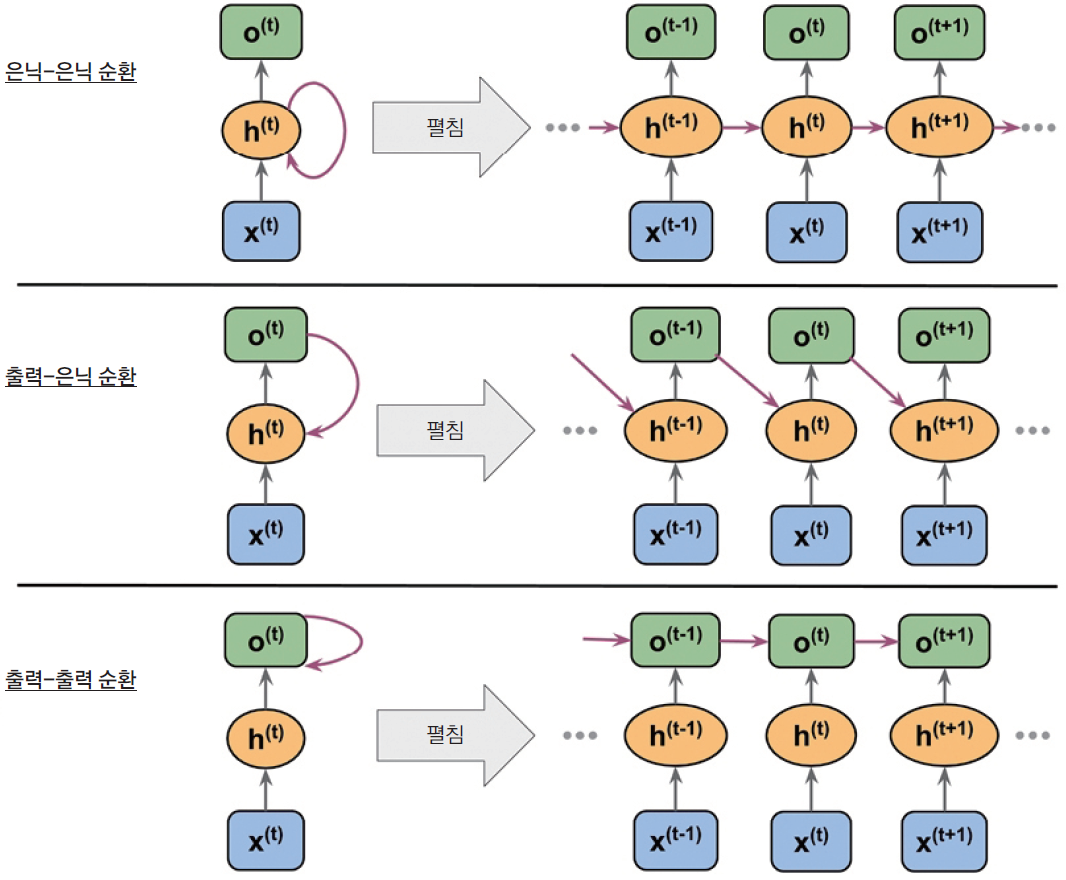 o(t) o(t-1) o(t) o(t+1)
은닉–은닉 순환
h(t) 펼침 h(t-1) h(t) h(t+1)
x(t) x(t-1) x(t) x(t+1)
o(t) o(t-1) o(t) o(t+1)
출력–은닉 순환
h(t) 펼침 h(t-1) h(t) h(t+1)
x(t) x(t-1) x(t) x(t+1)
o(t) o(t-1) o(t) o(t+1)
출력–출력 순환
h(t) 펼침 h(t-1) h(t) h(t+1)
x(t) x(t-1) x(t) x(t+1)